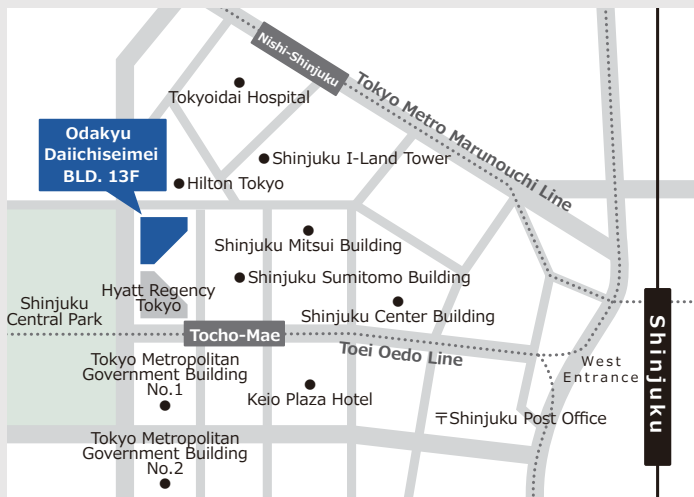 Nishi-Shinjuku
Tokyo Metro Marunouchi Line
Tokyoidai Hospital
Odakyu
Daiichiseimei
BLD. 13F
Shinjuku I-Land Tower
Hilton Tokyo
Shinjuku Mitsui Building
Shinjuku Sumitomo Building
Hyatt Regency
Tokyo
Shinjuku
Central Park
Shinjuku Center Building
Shinjuku
Tocho-Mae
Toei Oedo Line
West
Entrance
Tokyo Metropolitan
Government Building
No.1
Keio Plaza Hotel
〒Shinjuku Post Office
Tokyo Metropolitan
Government Building
No.2